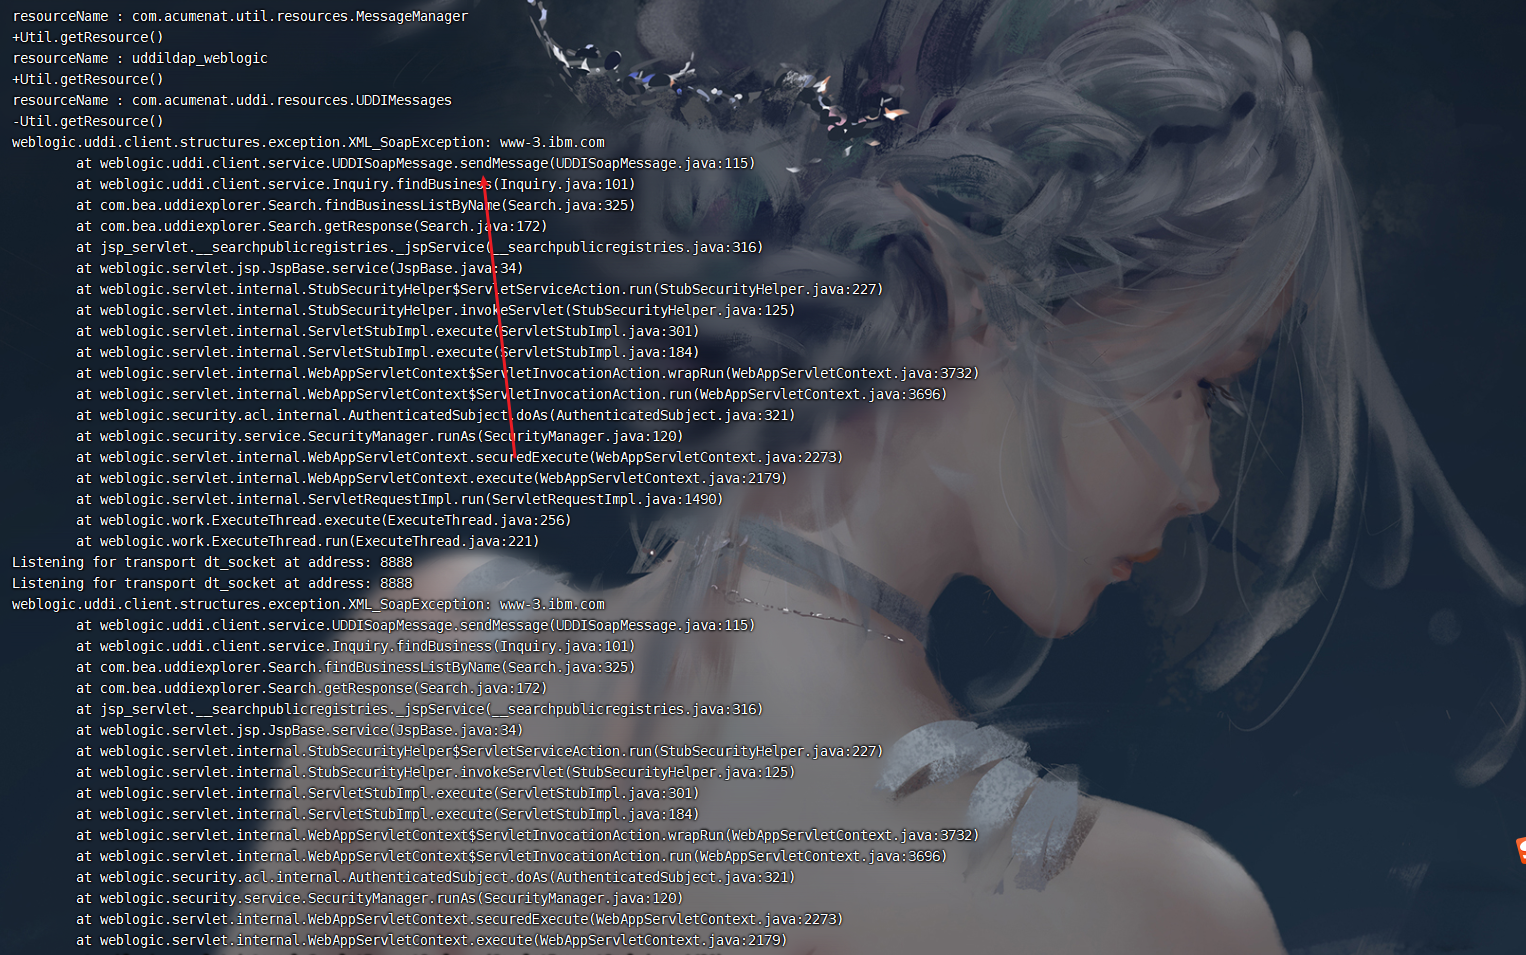 resourceName : com.acumenat.util.resources.MessageManager
+Util.getResource()
resourceName : uddildap_weblogic
+Util.getResource()
resourceName : com.acumenat.uddi.resources.UDDIMessages
-Util.getResource()
weblogic.uddi.client.structures.exception.XML_SoapException: www-3.ibm.com
        at weblogic.uddi.client.service.UDDISoapMessage.sendMessage(UDDISoapMessage.java:115)
        at weblogic.uddi.client.service.Inquiry.findBusiness(Inquiry.java:101)
        at com.bea.uddiexplorer.Search.findBusinessListByName(Search.java:325)
        at com.bea.uddiexplorer.Search.getResponse(Search.java:172)
        at jsp_servlet.__searchpublicregistries._jspService(__searchpublicregistries.java:316)
        at weblogic.servlet.jsp.JspBase.service(JspBase.java:34)
        at weblogic.servlet.internal.StubSecurityHelper$ServletServiceAction.run(StubSecurityHelper.java:227)
        at weblogic.servlet.internal.StubSecurityHelper.invokeServlet(StubSecurityHelper.java:125)
        at weblogic.servlet.internal.ServletStubImpl.execute(ServletStubImpl.java:301)
        at weblogic.servlet.internal.ServletStubImpl.execute(ServletStubImpl.java:184)
        at weblogic.servlet.internal.WebAppServletContext$ServletInvocationAction.wrapRun(WebAppServletContext.java:3732)
        at weblogic.servlet.internal.WebAppServletContext$ServletInvocationAction.run(WebAppServletContext.java:3696)
        at weblogic.security.acl.internal.AuthenticatedSubject.doAs(AuthenticatedSubject.java:321)
        at weblogic.security.service.SecurityManager.runAs(SecurityManager.java:120)
        at weblogic.servlet.internal.WebAppServletContext.securedExecute(WebAppServletContext.java:2273)
        at weblogic.servlet.internal.WebAppServletContext.execute(WebAppServletContext.java:2179)
        at weblogic.servlet.internal.ServletRequestImpl.run(ServletRequestImpl.java:1490)
        at weblogic.work.ExecuteThread.execute(ExecuteThread.java:256)
        at weblogic.work.ExecuteThread.run(ExecuteThread.java:221)
Listening for transport dt_socket at address: 8888
Listening for transport dt_socket at address: 8888
weblogic.uddi.client.structures.exception.XML_SoapException: www-3.ibm.com
        at weblogic.uddi.client.service.UDDISoapMessage.sendMessage(UDDISoapMessage.java:115)
        at weblogic.uddi.client.service.Inquiry.findBusiness(Inquiry.java:101)
        at com.bea.uddiexplorer.Search.findBusinessListByName(Search.java:325)
        at com.bea.uddiexplorer.Search.getResponse(Search.java:172)
        at jsp_servlet.__searchpublicregistries._jspService(__searchpublicregistries.java:316)
        at weblogic.servlet.jsp.JspBase.service(JspBase.java:34)
        at weblogic.servlet.internal.StubSecurityHelper$ServletServiceAction.run(StubSecurityHelper.java:227)
        at weblogic.servlet.internal.StubSecurityHelper.invokeServlet(StubSecurityHelper.java:125)
        at weblogic.servlet.internal.ServletStubImpl.execute(ServletStubImpl.java:301)
        at weblogic.servlet.internal.ServletStubImpl.execute(ServletStubImpl.java:184)
        at weblogic.servlet.internal.WebAppServletContext$ServletInvocationAction.wrapRun(WebAppServletContext.java:3732)
        at weblogic.servlet.internal.WebAppServletContext$ServletInvocationAction.run(WebAppServletContext.java:3696)
        at weblogic.security.acl.internal.AuthenticatedSubject.doAs(AuthenticatedSubject.java:321)
        at weblogic.security.service.SecurityManager.runAs(SecurityManager.java:120)
        at weblogic.servlet.internal.WebAppServletContext.securedExecute(WebAppServletContext.java:2273)
        at weblogic.servlet.internal.WebAppServletContext.execute(WebAppServletContext.java:2179)